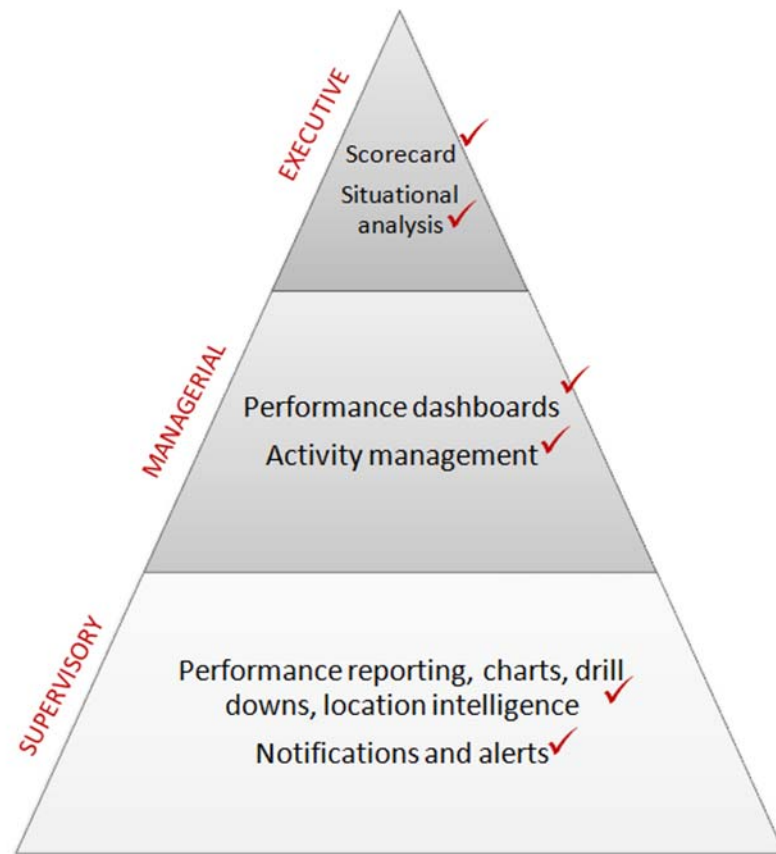 EXECUTIVE
Scorecard
Situational
analysis
MANAGERIAL
Performance dashboards
Activity management
SUPERVISORY
Performance reporting, charts, drill
downs, location intelligence
Notifications and alerts